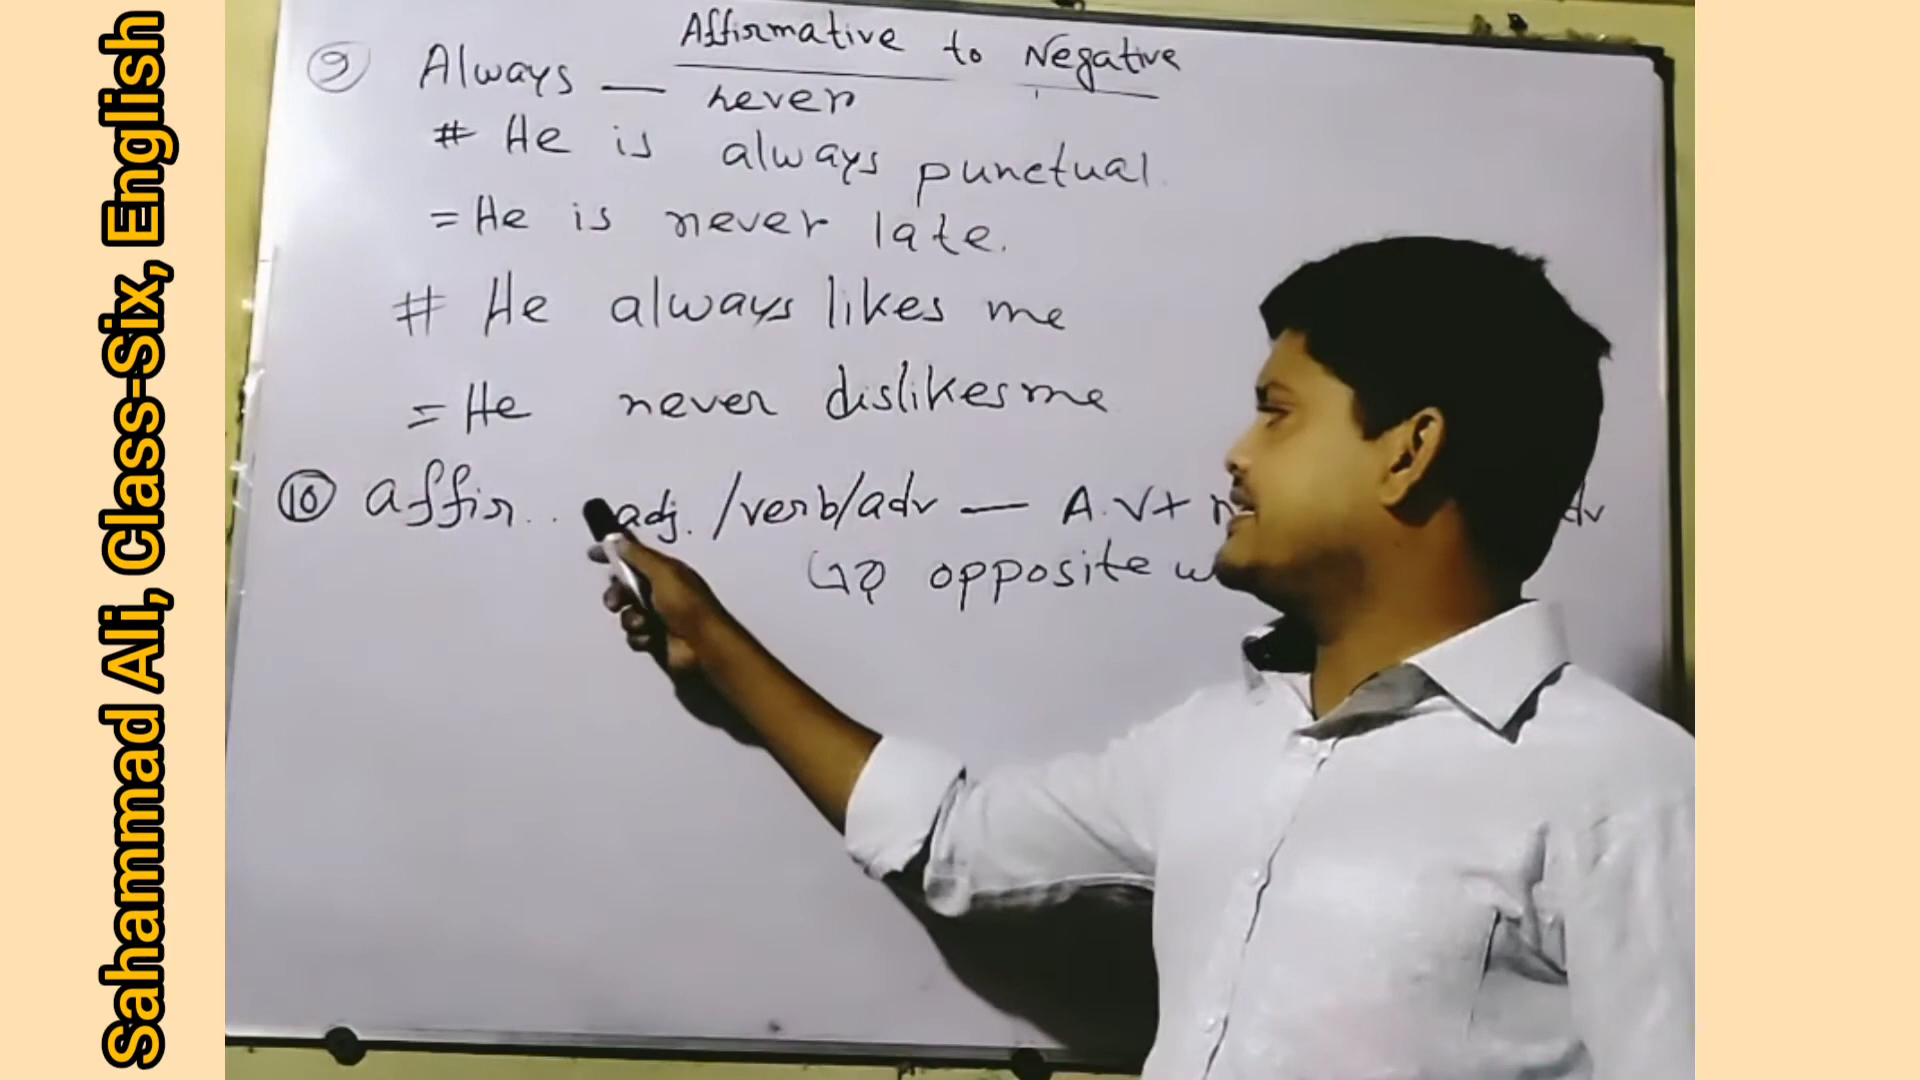 Sahammad Ali, Class-Six, English
Affirmative to Negative
9 Always — never
# He is always punctual.
= He is never late.
# He always likes me
= He never dislikes me
10 affir... adj. /verb/adv — A.V+
opposite